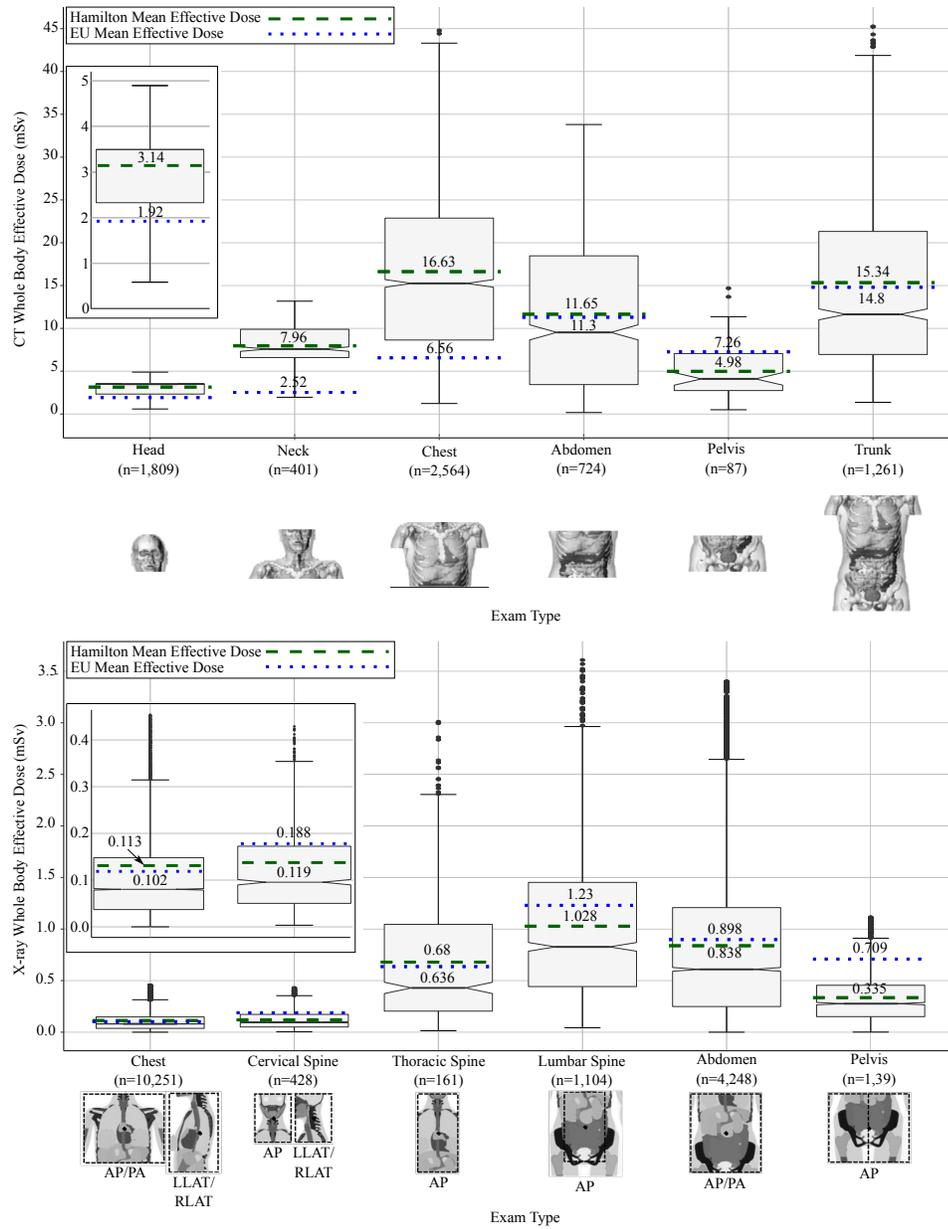 Hamilton Mean Effective Dose
EU Mean Effective Dose
CT Whole Body Effective Dose (mSv)
45
40
35
30
25
20
15
10
5
0
5
4
3
2
1
0
3.14
1.92
7.96
2.52
16.63
6.56
11.65
11.3
7.26
4.98
15.34
14.8
Head Neck Chest Abdomen Pelvis Trunk
(n=1,809) (n=401) (n=2,564) (n=724) (n=87) (n=1,261)
Exam Type
Hamilton Mean Effective Dose
EU Mean Effective Dose
X-ray Whole Body Effective Dose (mSv)
3.5
3.0
2.5
2.0
1.5
1.0
0.5
0.0
0.4
0.3
0.2
0.1
0.0
0.113
0.102
0.188
0.119
0.68
0.636
1.23
1.028
0.898
0.838
0.709
0.335
Chest Cervical Spine Thoracic Spine Lumbar Spine Abdomen Pelvis
(n=10,251) (n=428) (n=161) (n=1,104) (n=4,248) (n=1,39)
AP/PA
LLAT/
RLAT
AP
LLAT/
RLAT
AP
AP
AP/PA
AP
Exam Type